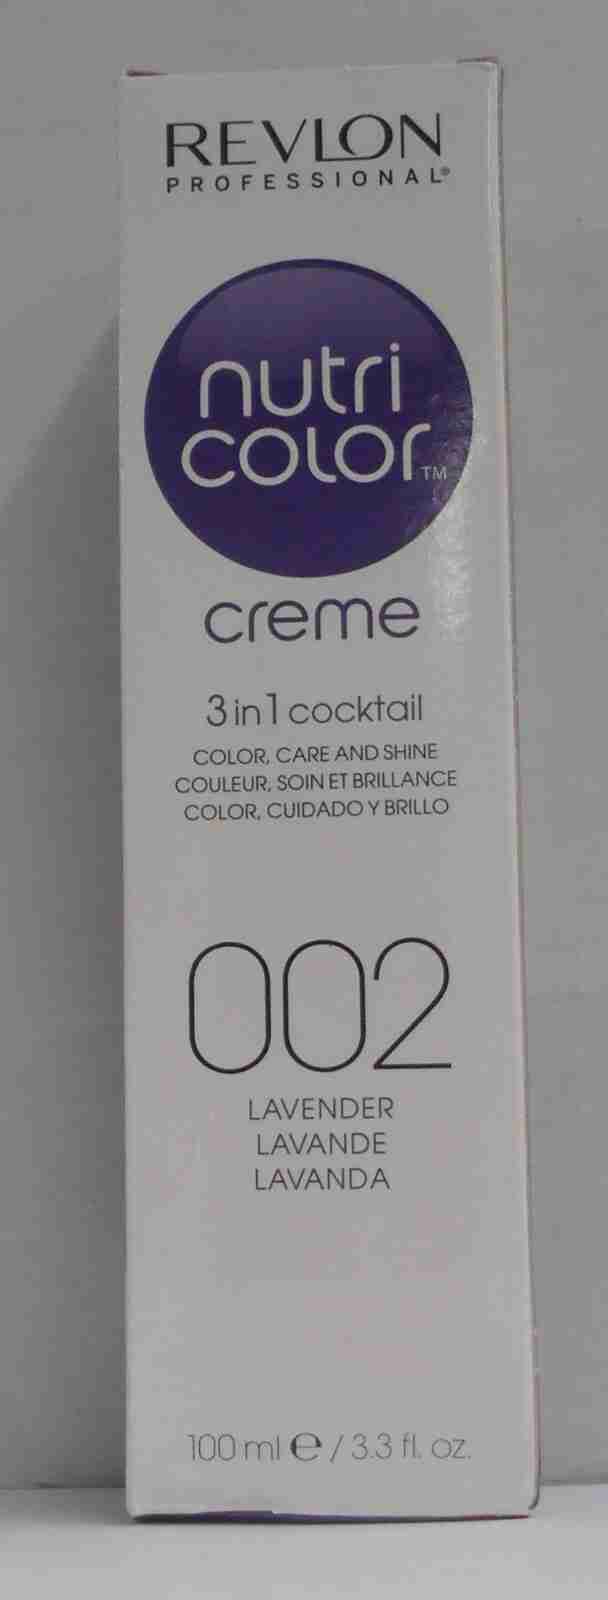 REVLON
PROFESSIONAL®
nutri
color™
creme
3 in 1 cocktail
COLOR, CARE AND SHINE
COULEUR, SOIN ET BRILLANCE
COLOR, CUIDADO Y BRILLO
002
LAVENDER
LAVANDE
LAVANDA
100 ml ℮ / 3.3 fl. oz.